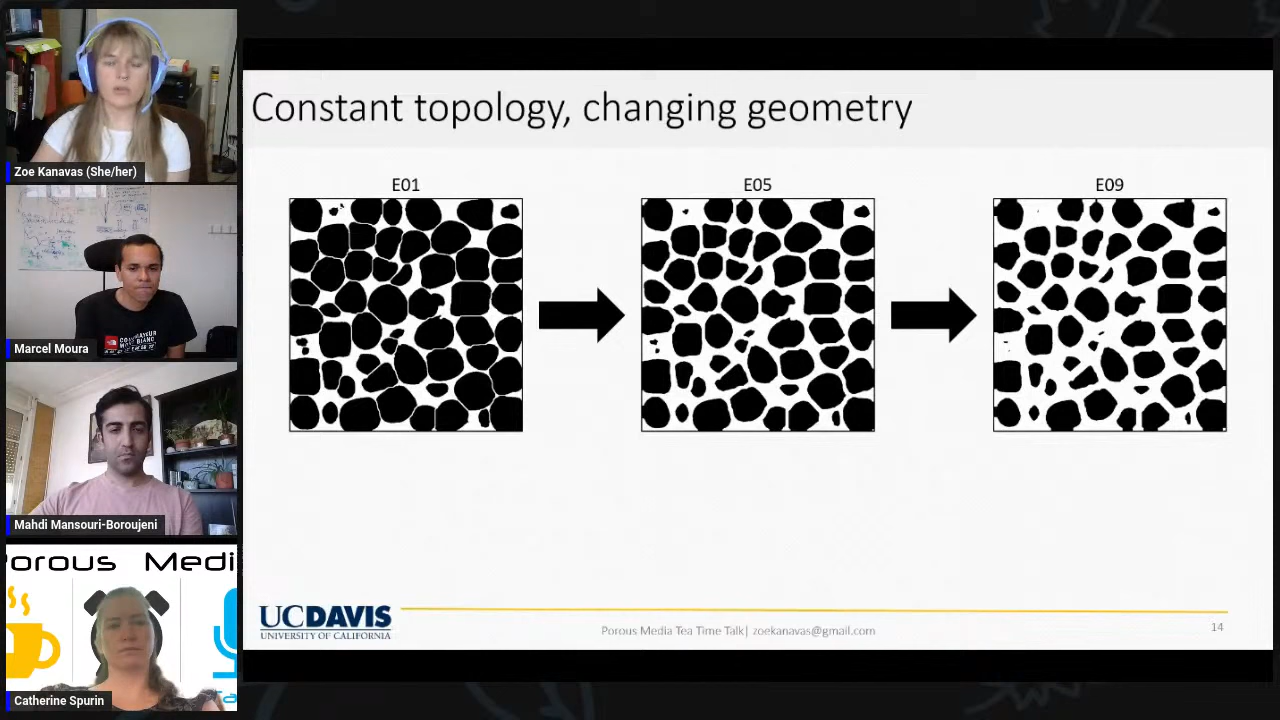 Constant topology, changing geometry
E01
E05
E09
UCDAVIS
UNIVERSITY OF CALIFORNIA
Porous Media Tea Time Talk| zoekanavas@gmail.com
14
Zoe Kanavas (She/her)
Marcel Moura
Mahdi Mansouri-Boroujeni
orous Medi
Catherine Spurin